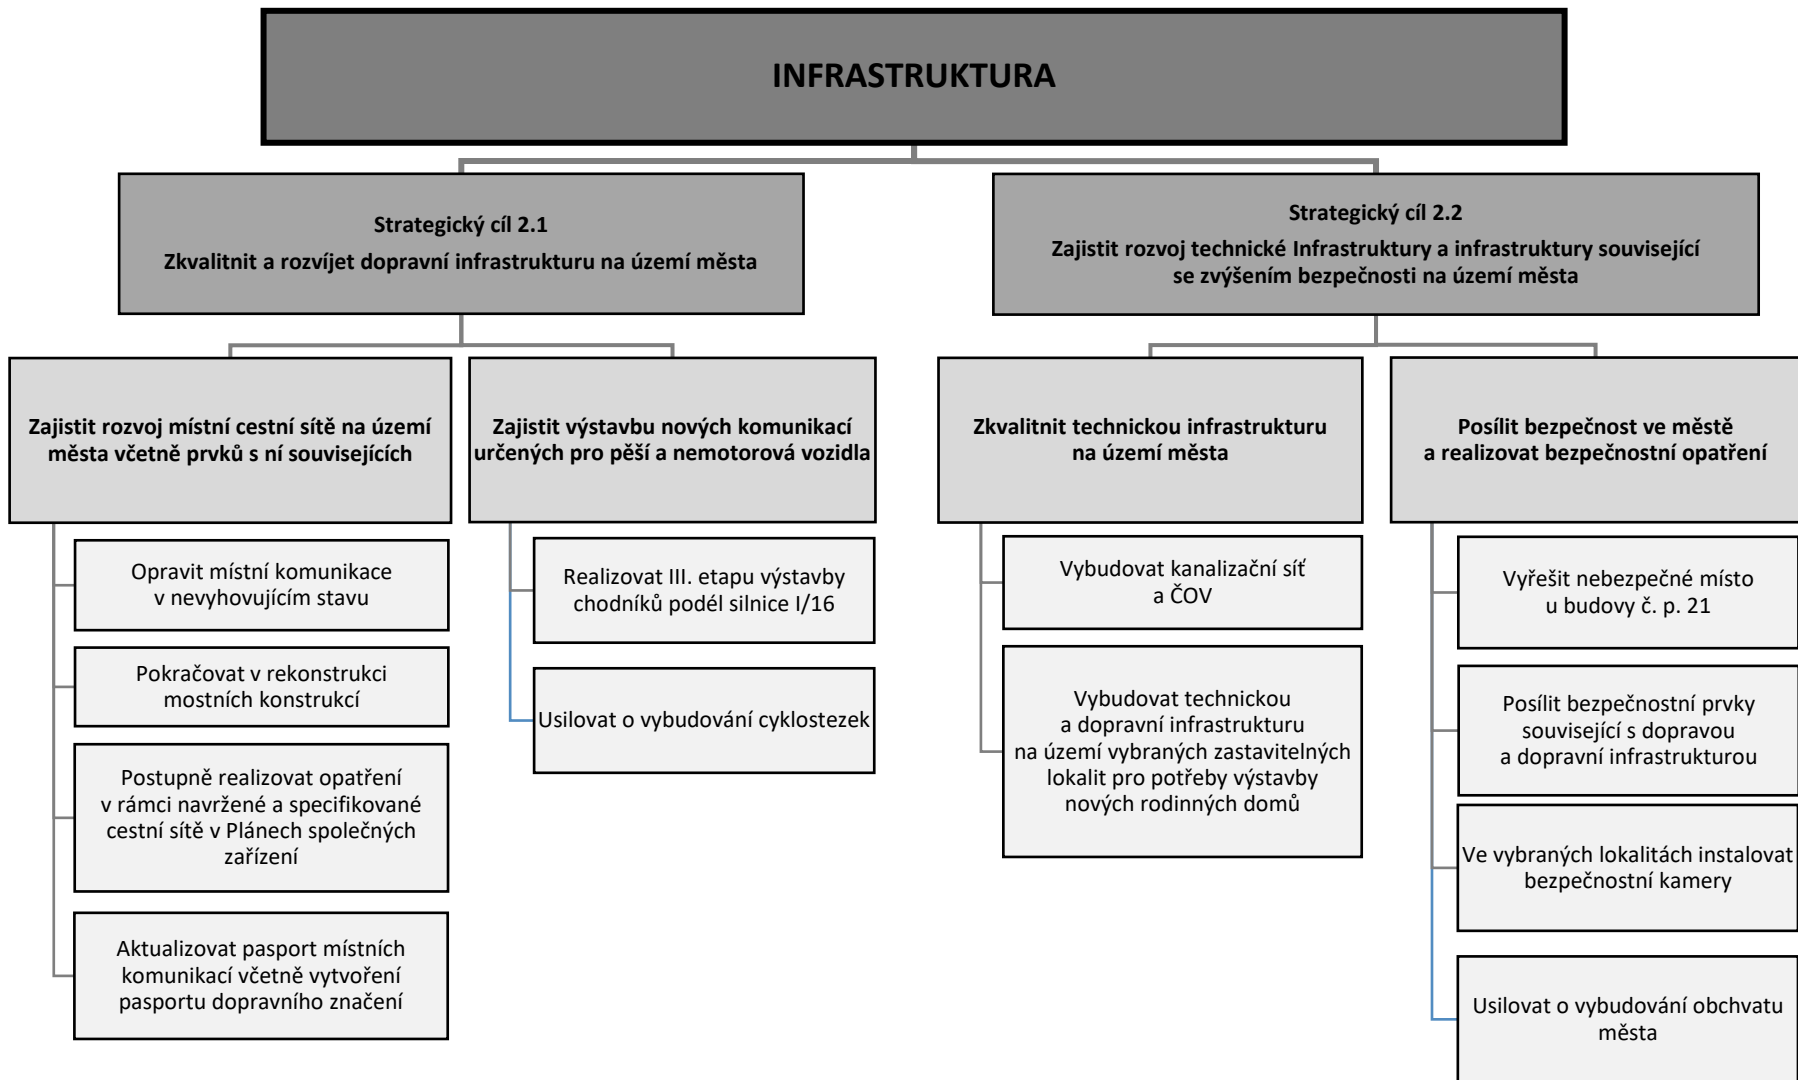 INFRASTRUKTURA
Strategický cíl 2.1
Zkvalitnit a rozvíjet dopravní infrastrukturu na území města
Strategický cíl 2.2
Zajistit rozvoj technické Infrastruktury a infrastruktury související
se zvýšením bezpečnosti na území města
Zajistit rozvoj místní cestní sítě na území
města včetně prvků s ní souvisejících
Opravit místní komunikace
v nevyhovujícím stavu
Pokračovat v rekonstrukci
mostních konstrukcí
Postupně realizovat opatření
v rámci navržené a specifikované
cestní sítě v Plánech společných
zařízení
Aktualizovat pasport místních
komunikací včetně vytvoření
pasportu dopravního značení
Zajistit výstavbu nových komunikací
určených pro pěší a nemotorová vozidla
Realizovat III. etapu výstavby
chodníků podél silnice I/16
Usilovat o vybudování cyklostezek
Zkvalitnit technickou infrastrukturu
na území města
Vybudovat kanalizační síť
a ČOV
Vybudovat technickou
a dopravní infrastrukturu
na území vybraných zastavitelných
lokalit pro potřeby výstavby
nových rodinných domů
Posílit bezpečnost ve městě
a realizovat bezpečnostní opatření
Vyřešit nebezpečné místo
u budovy č. p. 21
Posílit bezpečnostní prvky
související s dopravou
a dopravní infrastrukturou
Ve vybraných lokalitách instalovat
bezpečnostní kamery
Usilovat o vybudování obchvatu
města